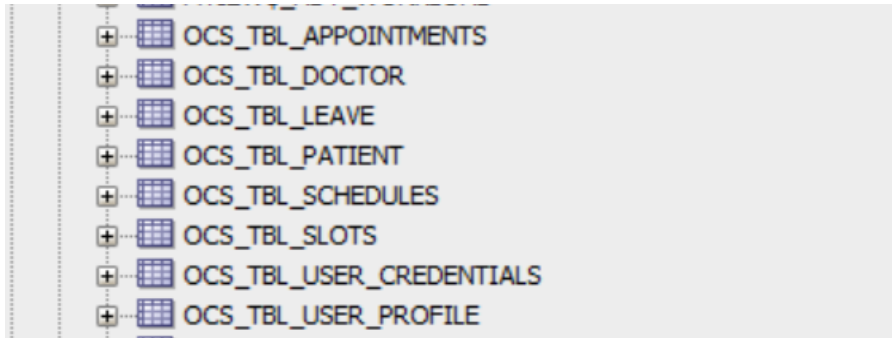 OCS_TBL_APPOINTMENTS
OCS_TBL_DOCTOR
OCS_TBL_LEAVE
OCS_TBL_PATIENT
OCS_TBL_SCHEDULES
OCS_TBL_SLOTS
OCS_TBL_USER_CREDENTIALS
OCS_TBL_USER_PROFILE